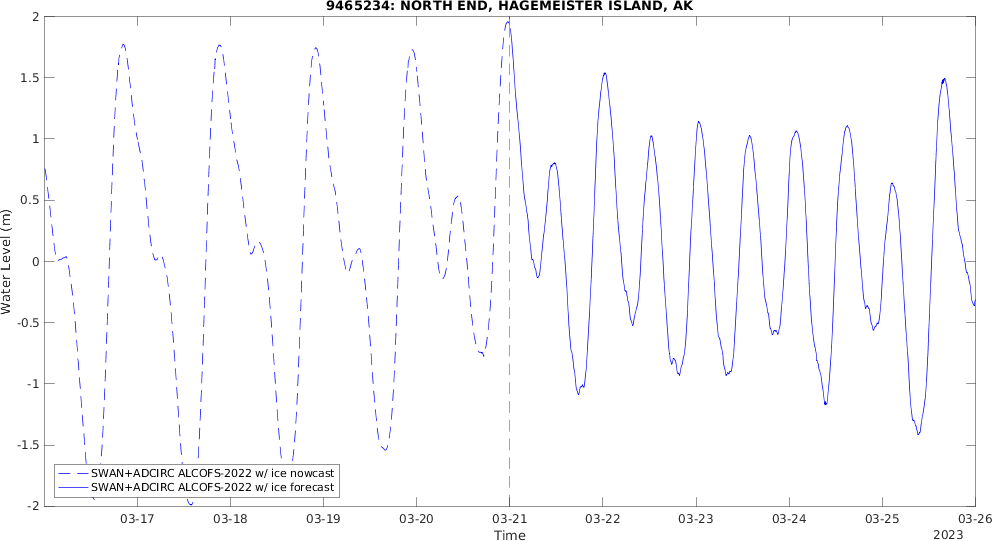 9465234: NORTH END, HAGEMEISTER ISLAND, AK
2
1.5
1
0.5
0
-0.5
-1
-1.5
-2
Water Level (m)
SWAN+ADCIRC ALCOFS-2022 w/ ice nowcast
SWAN+ADCIRC ALCOFS-2022 w/ ice forecast
03-17 03-18 03-19 03-20 03-21 03-22 03-23 03-24 03-25 03-26
Time
2023